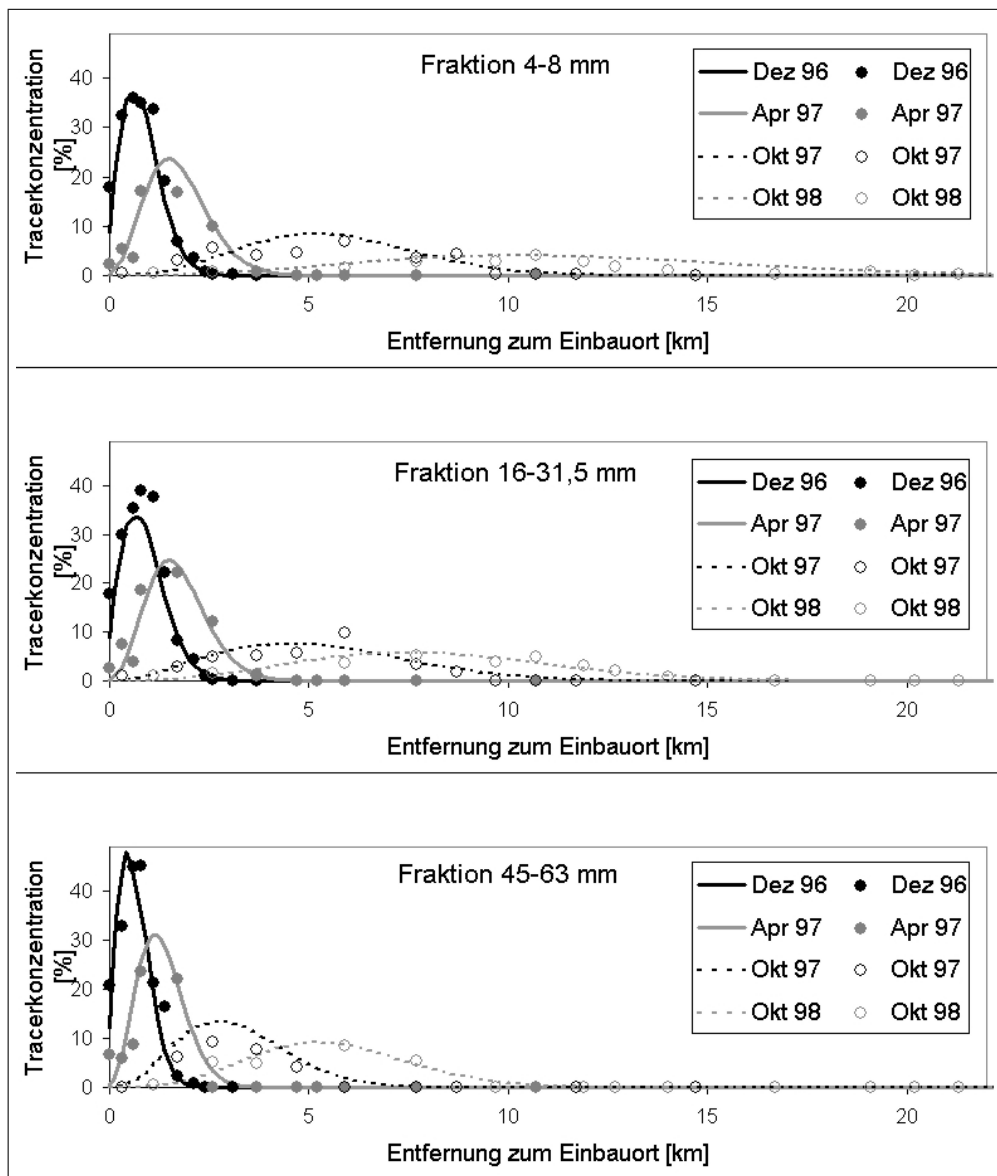 Fraktion 4-8 mm
Tracerkonzentration
[%]
40
30
20
10
0
Dez 96 Dez 96
Apr 97 Apr 97
Okt 97 Okt 97
Okt 98 Okt 98
0 5 10 15 20
Entfernung zum Einbauort [km]
Fraktion 16-31,5 mm
Tracerkonzentration
[%]
40
30
20
10
0
Dez 96 Dez 96
Apr 97 Apr 97
Okt 97 Okt 97
Okt 98 Okt 98
0 5 10 15 20
Entfernung zum Einbauort [km]
Fraktion 45-63 mm
Tracerkonzentration
[%]
40
30
20
10
0
Dez 96 Dez 96
Apr 97 Apr 97
Okt 97 Okt 97
Okt 98 Okt 98
0 5 10 15 20
Entfernung zum Einbauort [km]